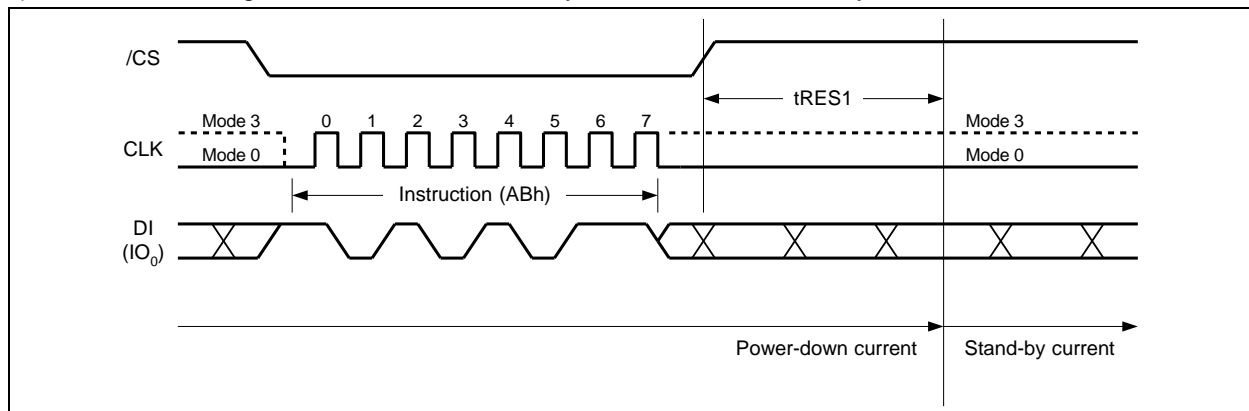 /CS
tRES1
Mode 3 0 1 2 3 4 5 6 7 Mode 3
CLK
Mode 0 Mode 0
Instruction (ABh)
DI
(IO0)
Power-down current Stand-by current